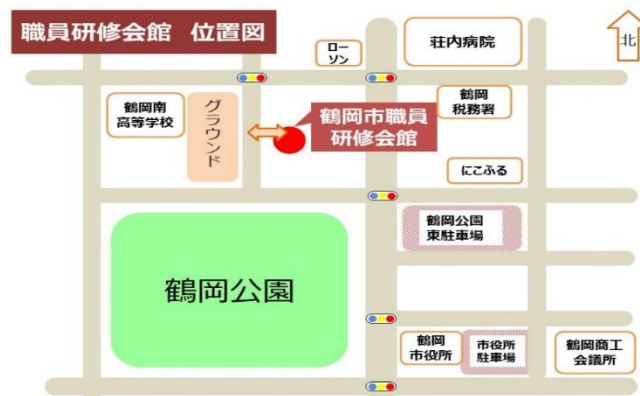 職員研修会館 位置図
ロー
ソン
荘内病院
北
鶴岡南
高等学校
グラウンド
鶴岡市職員
研修会館
鶴岡
税務署
にこふる
鶴岡公園
東駐車場
鶴岡公園
鶴岡
市役所
市役所
駐車場
鶴岡商工
会議所